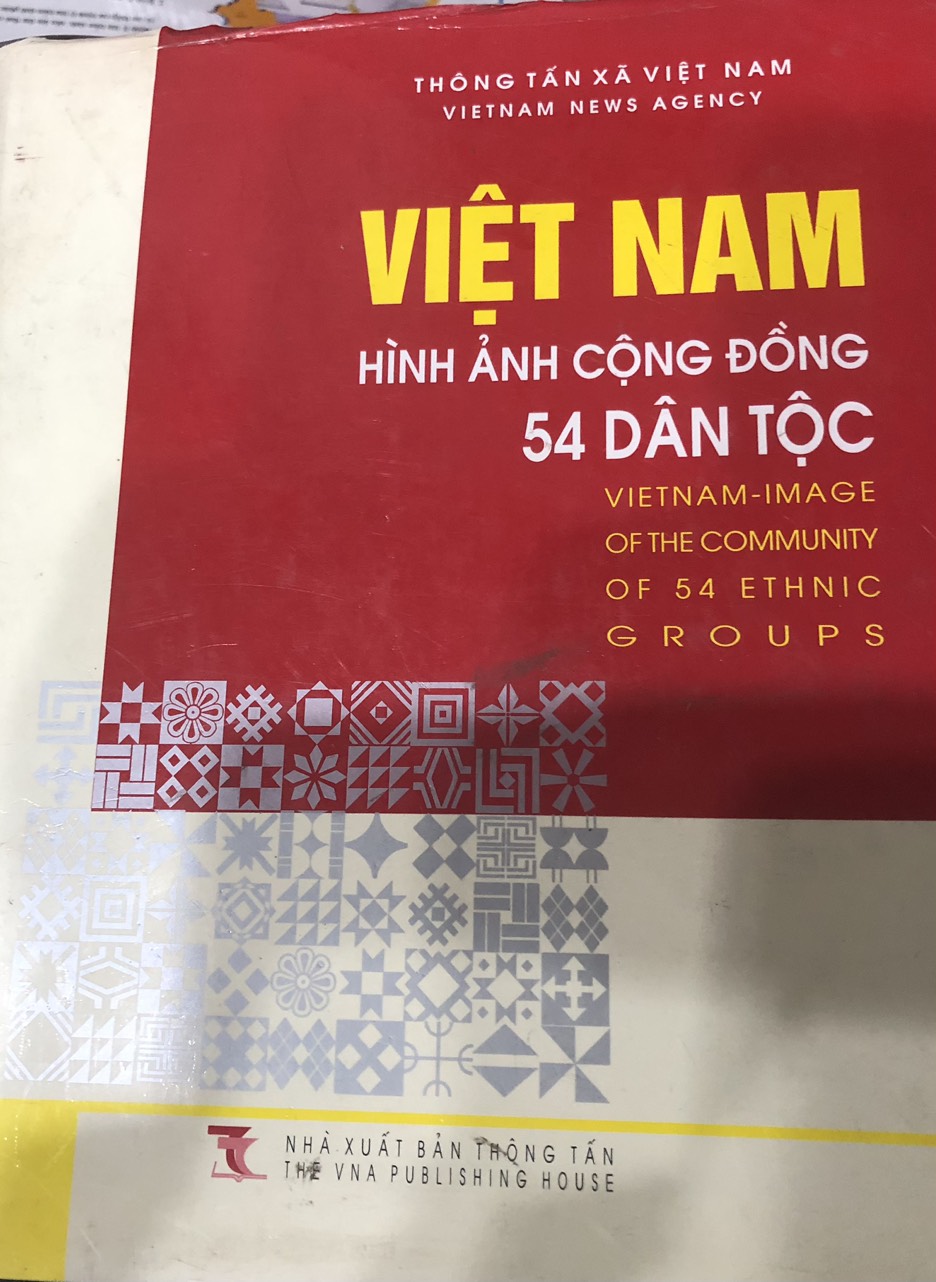 THÔNG TẤN XÃ VIỆT NAM
VIETNAM NEWS AGENCY
VIỆT NAM
HÌNH ẢNH CỘNG ĐỒNG
54 DÂN TỘC
VIETNAM-IMAGE
OF THE COMMUNITY
OF 54 ETHNIC
GROUPS
NHÀ XUẤT BẢN THÔNG TẤN
THE VNA PUBLISHING HOUSE